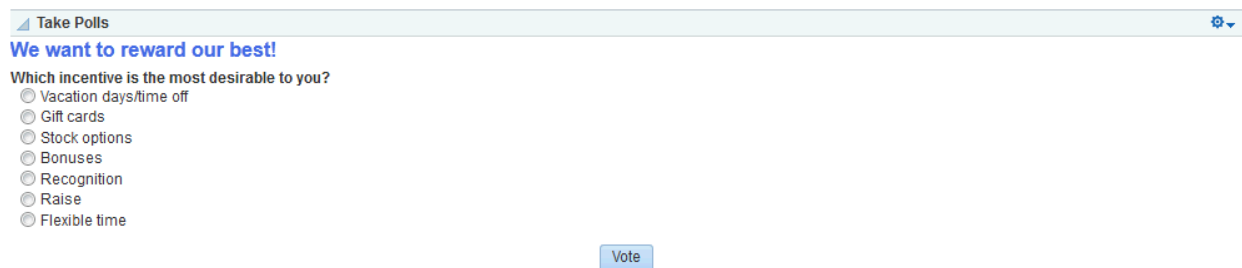 Take Polls
We want to reward our best!
Which incentive is the most desirable to you?
Vacation days/time off
Gift cards
Stock options
Bonuses
Recognition
Raise
Flexible time
Vote